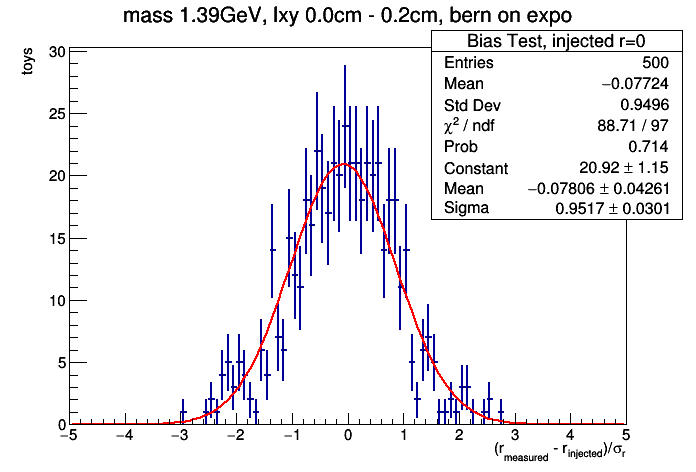 mass 1.39GeV, lxy 0.0cm - 0.2cm, bern on expo
toys
Bias Test, injected r=0
Entries 500
Mean −0.07724
Std Dev 0.9496
χ² / ndf 88.71 / 97
Prob 0.714
Constant 20.92 ± 1.15
Mean −0.07806 ± 0.04261
Sigma 0.9517 ± 0.0301
30
25
20
15
10
5
0
−5 −4 −3 −2 −1 0 1 2 3 4 5
(r_measured - r_injected)/σ_r